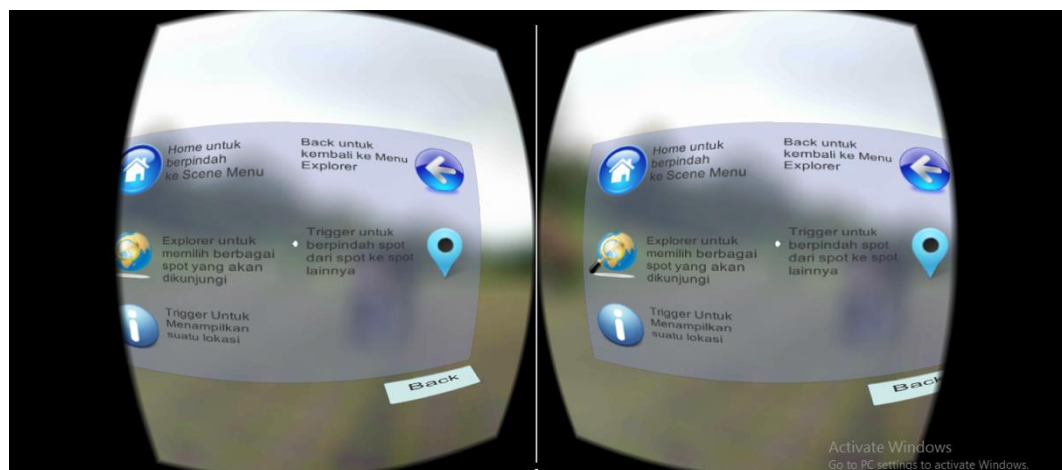 Home untuk
berpindah
ke Scene Menu
Back untuk
kembali ke Menu
Explorer
Explorer untuk
memilih berbagai
spot yang akan
dikunjungi
Trigger untuk
berpindah spot
dari spot ke spot
lainnya
Trigger Untuk
Menampilkan
suatu lokasi
Back
Home untuk
berpindah
ke Scene Menu
Back untuk
kembali ke Menu
Explorer
Explorer untuk
memilih berbagai
spot yang akan
dikunjungi
Trigger untuk
berpindah spot
dari spot ke spot
lainnya
Trigger Untuk
Menampilkan
suatu lokasi
Back
Activate Windows
Go to PC settings to activate Windows.